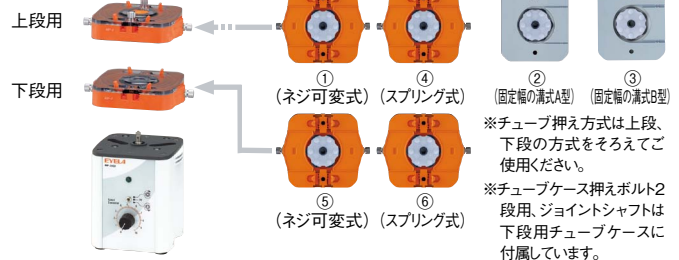 上段用
下段用
①
(ネジ可変式)
④
(スプリング式)
②
(固定幅の溝式A型)
③
(固定幅の溝式B型)
⑤
(ネジ可変式)
⑥
(スプリング式)
※チューブ押え方式は上段、
下段の方式をそろえてご
使用ください。
※チューブケース押えボルト2
段用、ジョイントシャフトは
下段用チューブケースに
付属しています。
EYELA